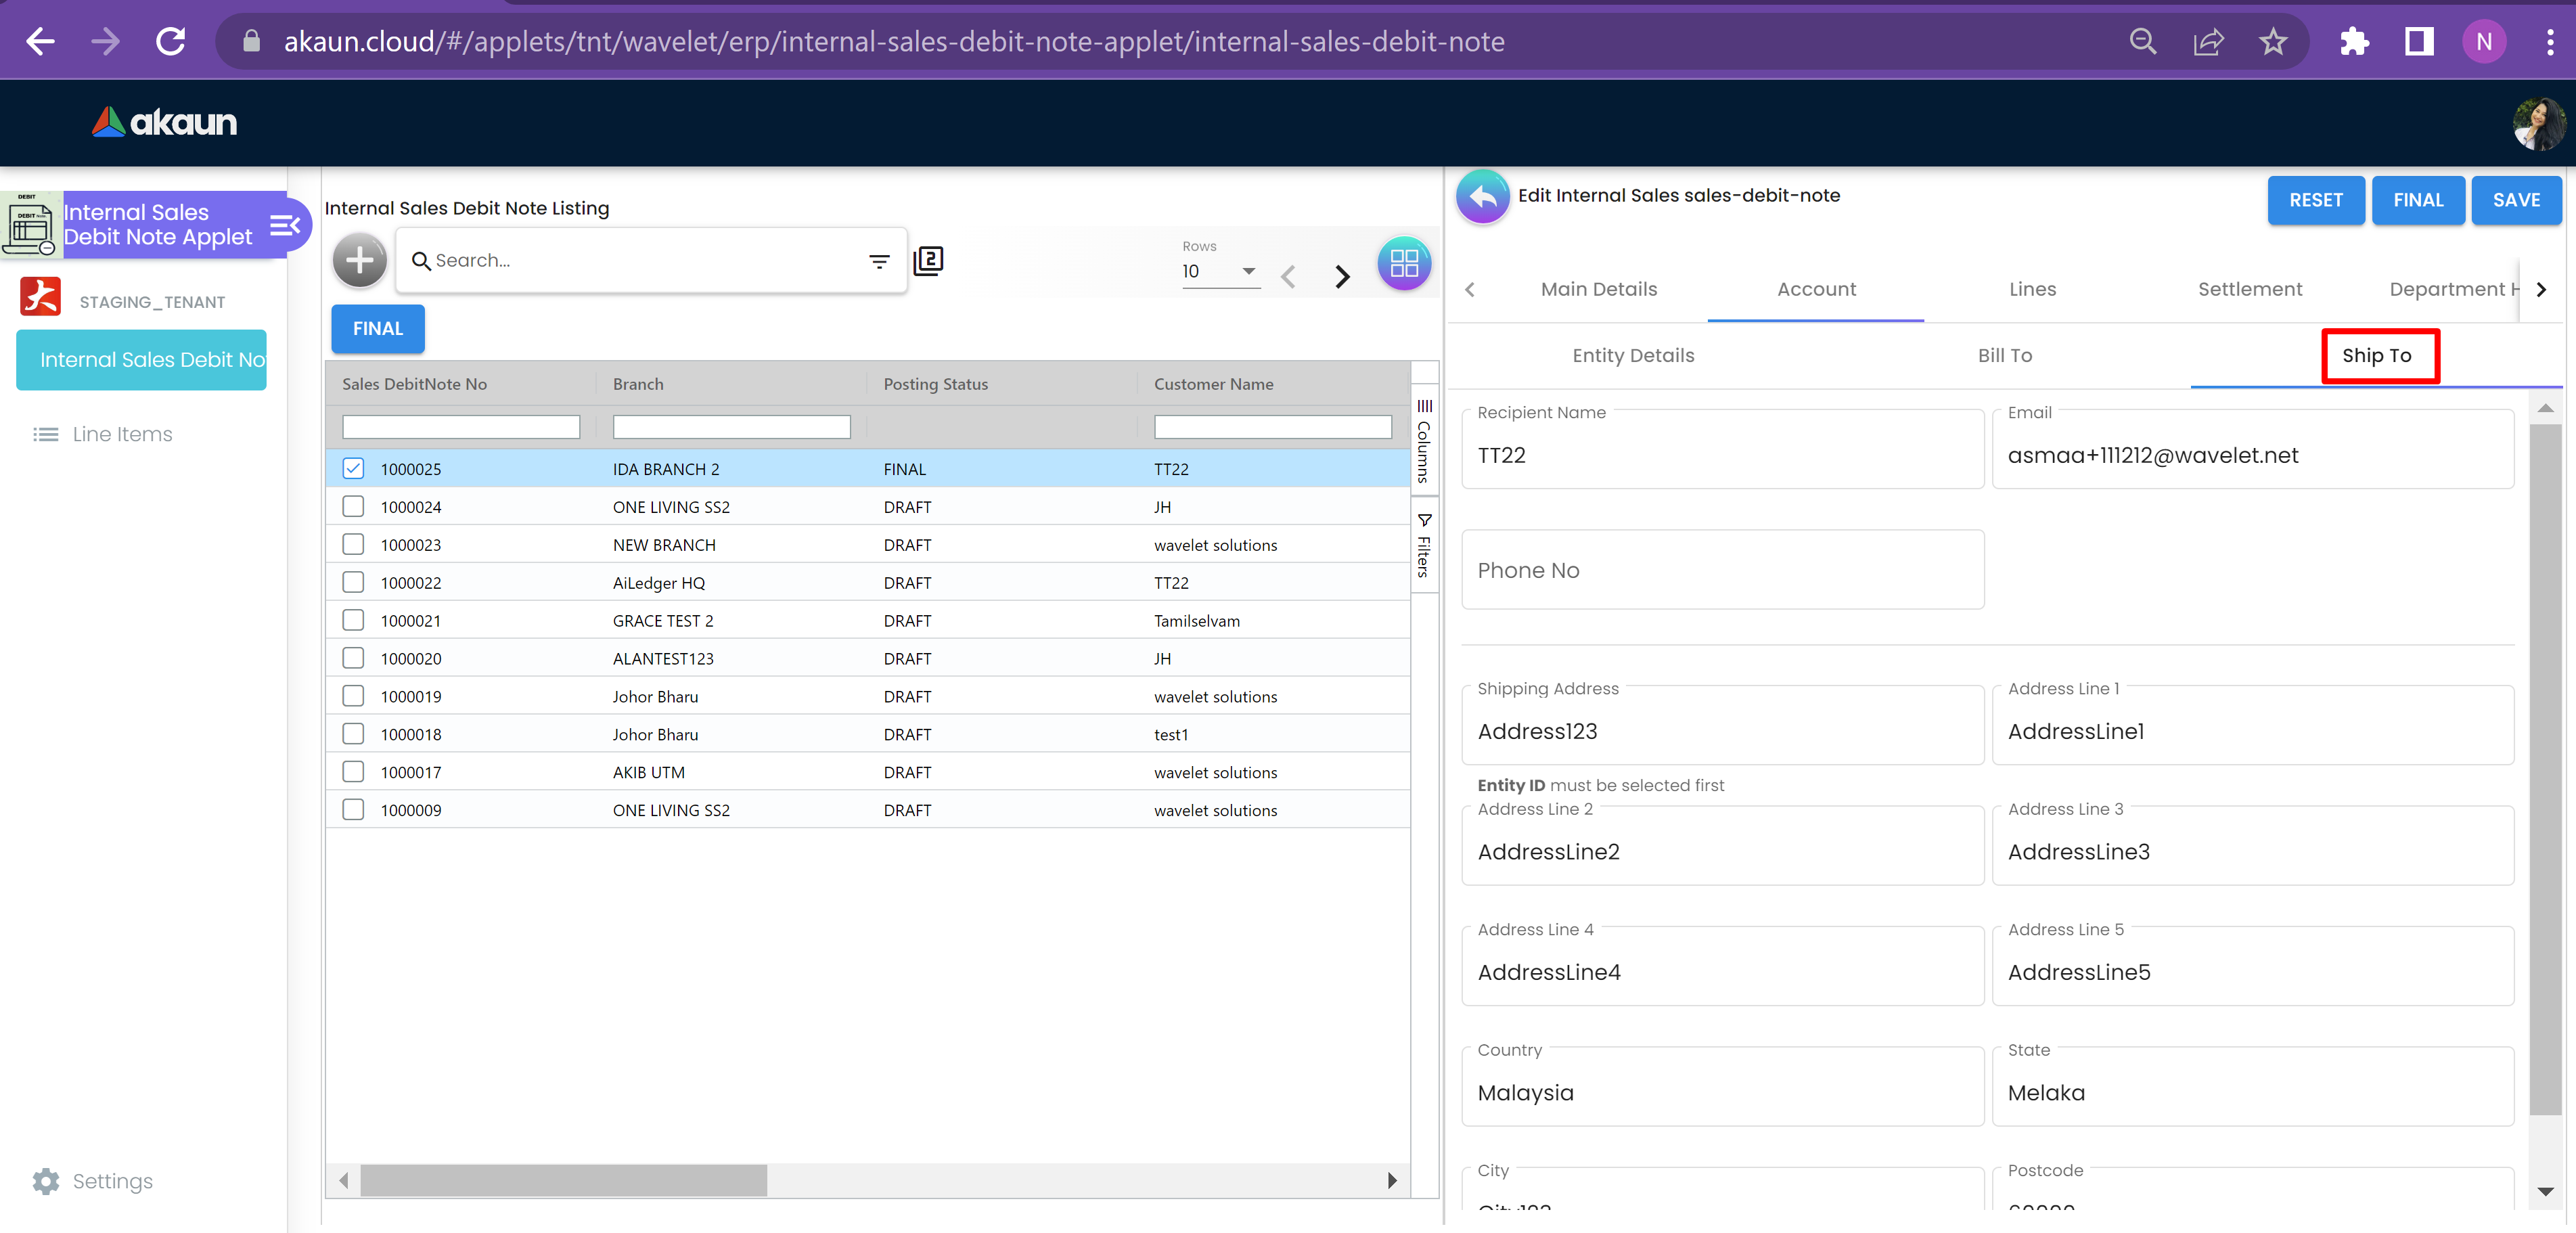 akaun.cloud/#/applets/tnt/wavelet/erp/internal-sales-debit-note-applet/internal-sales-debit-note
N
akaun
DEBIT
DEBIT Note
Internal Sales
Debit Note Applet
STAGING_TENANT
Internal Sales Debit No
Line Items
Settings
Internal Sales Debit Note Listing
Search...
2
Rows
10
FINAL
Sales DebitNote No Branch Posting Status Customer Name
1000025 IDA BRANCH 2 FINAL TT22
1000024 ONE LIVING SS2 DRAFT JH
1000023 NEW BRANCH DRAFT wavelet solutions
1000022 AiLedger HQ DRAFT TT22
1000021 GRACE TEST 2 DRAFT Tamilselvam
1000020 ALANTEST123 DRAFT JH
1000019 Johor Bharu DRAFT wavelet solutions
1000018 Johor Bharu DRAFT test1
1000017 AKIB UTM DRAFT wavelet solutions
1000009 ONE LIVING SS2 DRAFT wavelet solutions
Columns
Filters
Edit Internal Sales sales-debit-note
RESET FINAL SAVE
Main Details Account Lines Settlement Department H
Entity Details Bill To Ship To
Recipient Name Email
TT22 asmaa+111212@wavelet.net
Phone No
Shipping Address Address Line 1
Address123 AddressLine1
Entity ID must be selected first
Address Line 2 Address Line 3
AddressLine2 AddressLine3
Address Line 4 Address Line 5
AddressLine4 AddressLine5
Country State
Malaysia Melaka
City Postcode